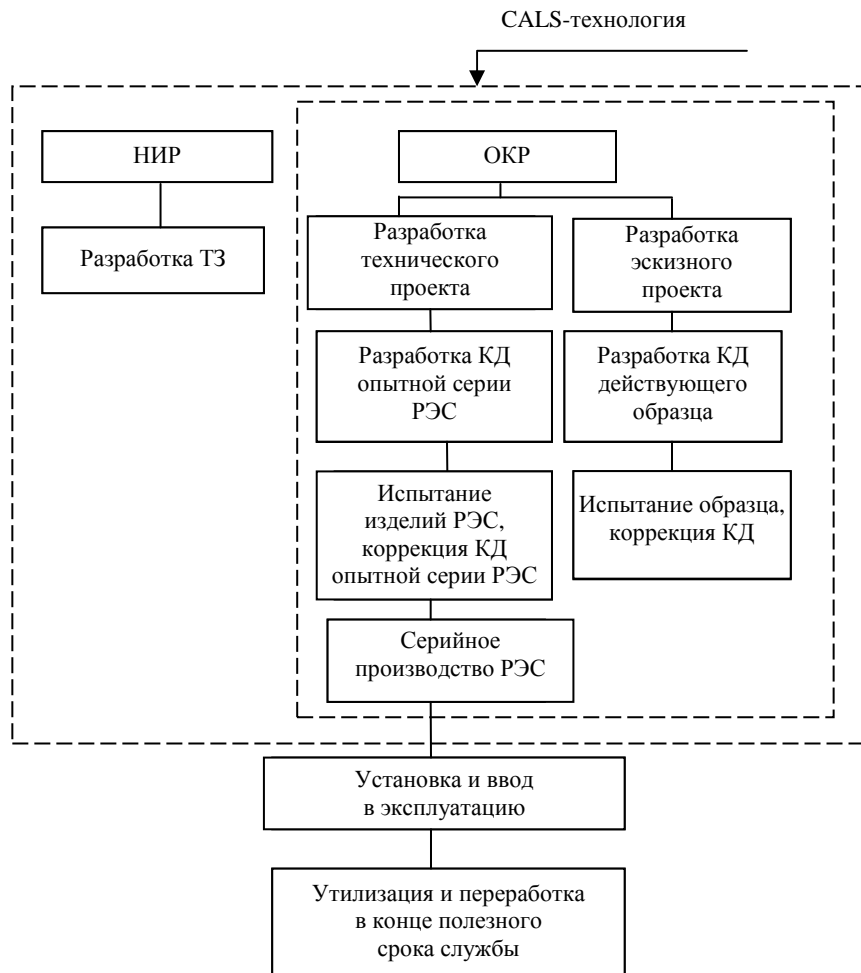 CALS-технология
НИР
Разработка ТЗ
ОКР
Разработка
технического
проекта
Разработка
эскизного
проекта
Разработка КД
опытной серии
РЭС
Разработка КД
действующего
образца
Испытание
изделий РЭС,
коррекция КД
опытной серии РЭС
Испытание образца,
коррекция КД
Серийное
производство РЭС
Установка и ввод
в эксплуатацию
Утилизация и переработка
в конце полезного
срока службы